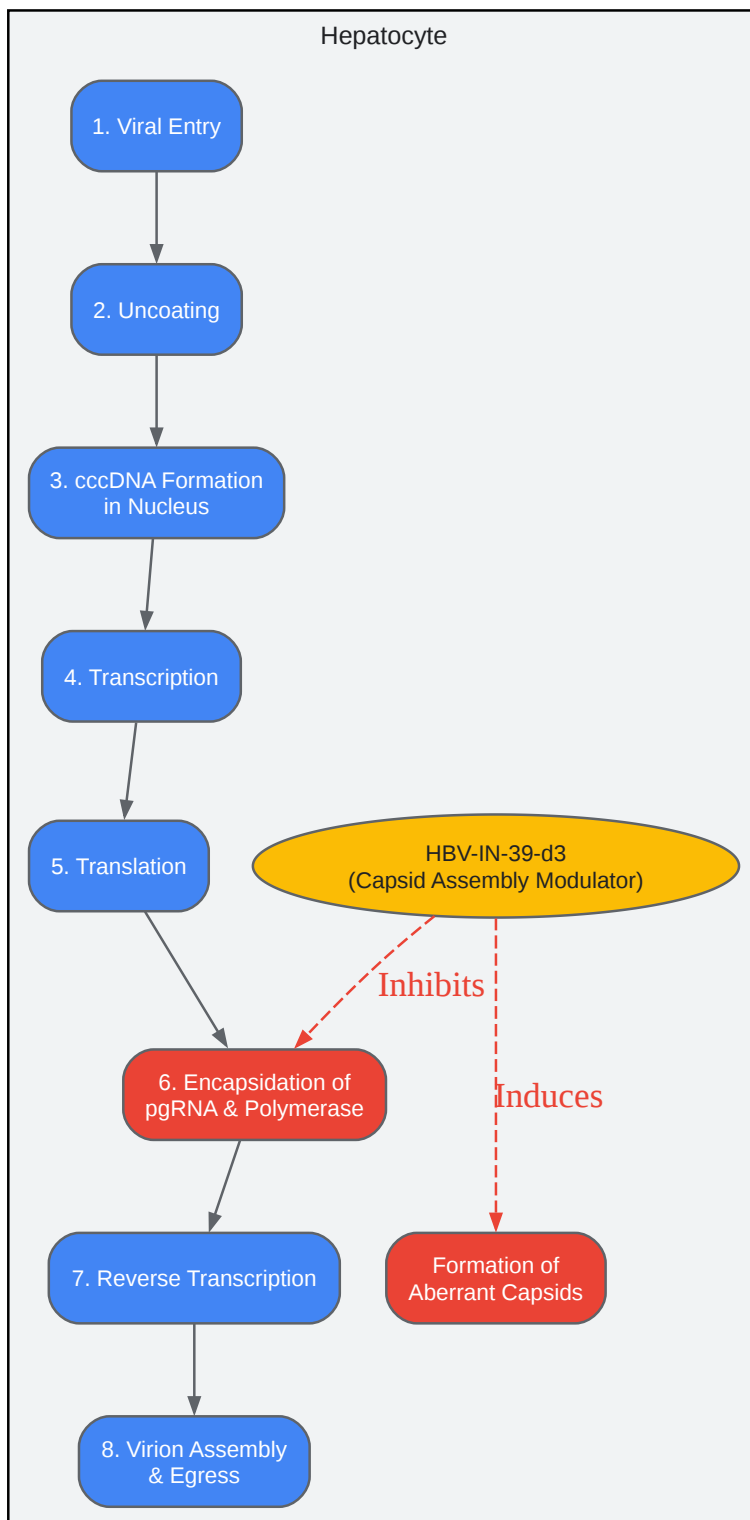 Hepatocyte
1. Viral Entry
2. Uncoating
3. cccDNA Formation
in Nucleus
4. Transcription
5. Translation
HBV-IN-39-d3
(Capsid Assembly Modulator)
Inhibits
6. Encapsidation of
pgRNA & Polymerase
Induces
7. Reverse Transcription
Formation of
Aberrant Capsids
8. Virion Assembly
& Egress